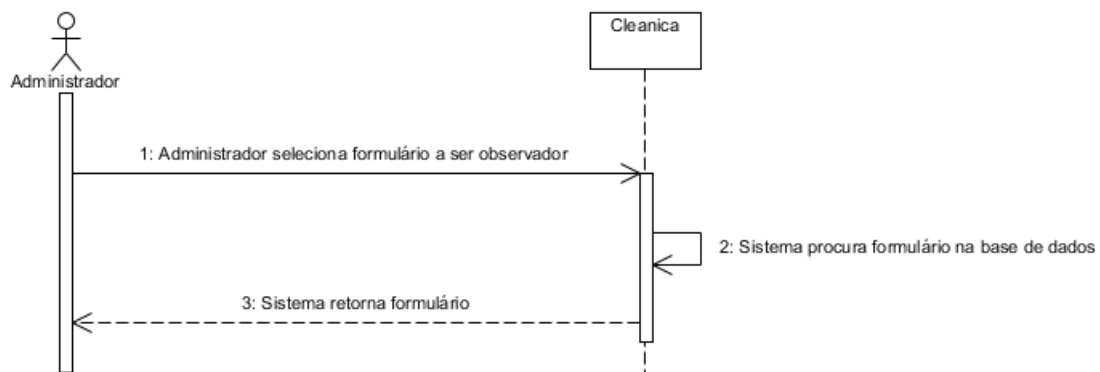 Cleanica
Administrador
1: Administrador seleciona formulário a ser observador
2: Sistema procura formulário na base de dados
3: Sistema retorna formulário